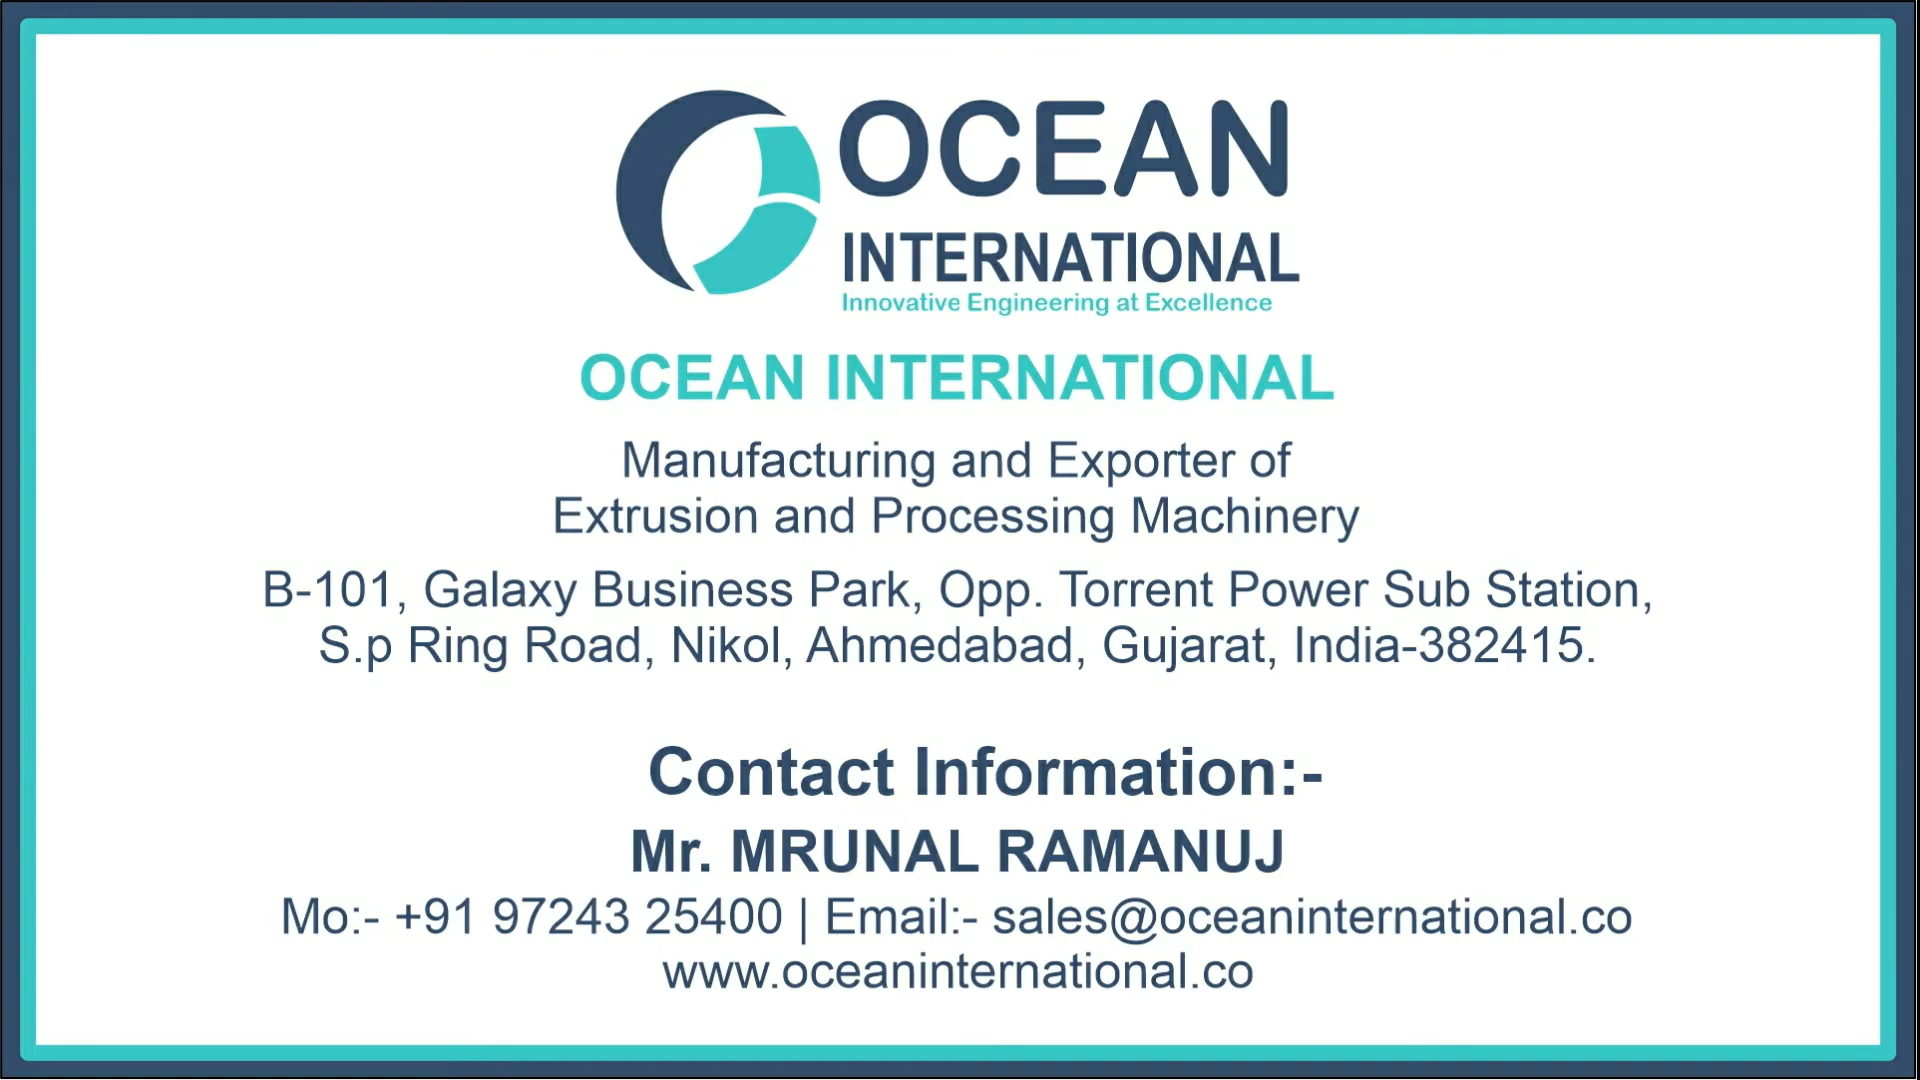 OCEAN
INTERNATIONAL
Innovative Engineering at Excellence
OCEAN INTERNATIONAL
Manufacturing and Exporter of
Extrusion and Processing Machinery
B-101, Galaxy Business Park, Opp. Torrent Power Sub Station,
S.p Ring Road, Nikol, Ahmedabad, Gujarat, India-382415.
Contact Information:-
Mr. MRUNAL RAMANUJ
Mo:- +91 97243 25400 | Email:- sales@oceaninternational.co
www.oceaninternational.co